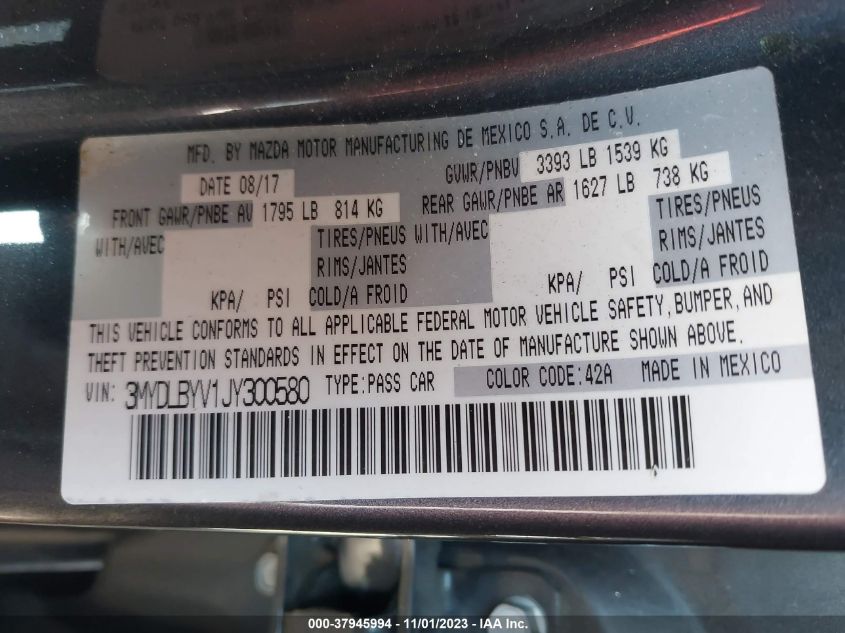 MFD. BY MAZDA MOTOR MANUFACTURING DE MEXICO S.A. DE C.V.
DATE 08/17 GVWR/PNBV 3393 LB 1539 KG
FRONT GAWR/PNBE AV 1795 LB 814 KG REAR GAWR/PNBE AR 1627 LB 738 KG
WITH/AVEC TIRES/PNEUS WITH/AVEC TIRES/PNEUS
RIMS/JANTES RIMS/JANTES
KPA/ PSI COLD/A FROID KPA/ PSI COLD/A FROID
THIS VEHICLE CONFORMS TO ALL APPLICABLE FEDERAL MOTOR VEHICLE SAFETY, BUMPER, AND
THEFT PREVENTION STANDARDS IN EFFECT ON THE DATE OF MANUFACTURE SHOWN ABOVE.
VIN: 3MYDLBYV1JY300580 TYPE:PASS CAR COLOR CODE:42A MADE IN MEXICO
000-37945994 - 11/01/2023 - IAA Inc.